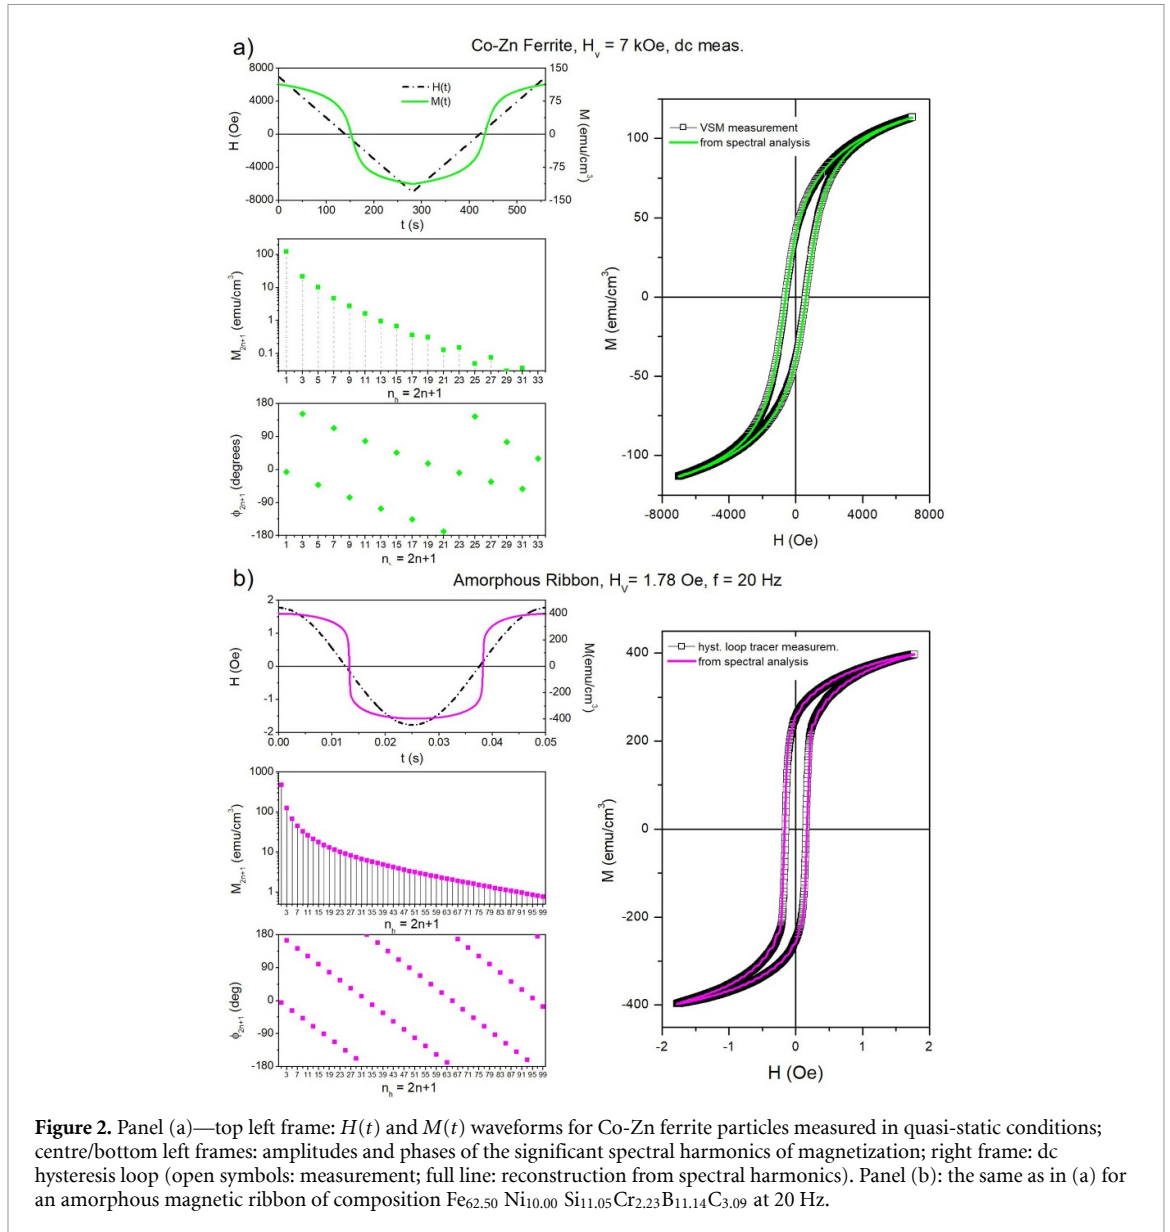 a)
Co-Zn Ferrite, Hv = 7 kOe, dc meas.
8000
4000
0
-4000
-8000
H (Oe)
H(t)
M(t)
150
75
0
-75
-150
M (emu/cm3)
0 100 200 300 400 500
t (s)
100
10
1
0.1
M2n+1 (emu/cm3)
1 3 5 7 9 11 13 15 17 19 21 23 25 27 29 31 33
nh = 2n+1
180
90
0
-90
-180
ϕ2n+1 (degrees)
1 3 5 7 9 11 13 15 17 19 21 23 25 27 29 31 33
n = 2n+1
VSM measurement
from spectral analysis
100
50
0
-50
-100
M (emu/cm3)
-8000 -4000 0 4000 8000
H (Oe)
b)
Amorphous Ribbon, Hv= 1.78 Oe, f = 20 Hz
2
1
0
-1
-2
H (Oe)
400
200
0
-200
-400
M(emu/cm3)
0.00 0.01 0.02 0.03 0.04 0.05
t (s)
1000
100
10
1
M2n+1 (emu/cm3)
3 7 11 15 19 23 27 31 35 39 43 47 51 55 59 63 67 71 75 79 83 87 91 95 99
nh = 2n+1
180
90
0
-90
-180
ϕ2n+1 (deg)
3 7 11 15 19 23 27 31 35 39 43 47 51 55 59 63 67 71 75 79 83 87 91 95 99
nh = 2n+1
hyst. loop tracer measurem.
from spectral analysis
400
200
0
-200
-400
M (emu/cm3)
-2 -1 0 1 2
H (Oe)
Figure 2. Panel (a)—top left frame: H(t) and M(t) waveforms for Co-Zn ferrite particles measured in quasi-static conditions;
centre/bottom left frames: amplitudes and phases of the significant spectral harmonics of magnetization; right frame: dc
hysteresis loop (open symbols: measurement; full line: reconstruction from spectral harmonics). Panel (b): the same as in (a) for
an amorphous magnetic ribbon of composition Fe62.50 Ni10.00 Si11.05Cr2.23B11.14C3.09 at 20 Hz.